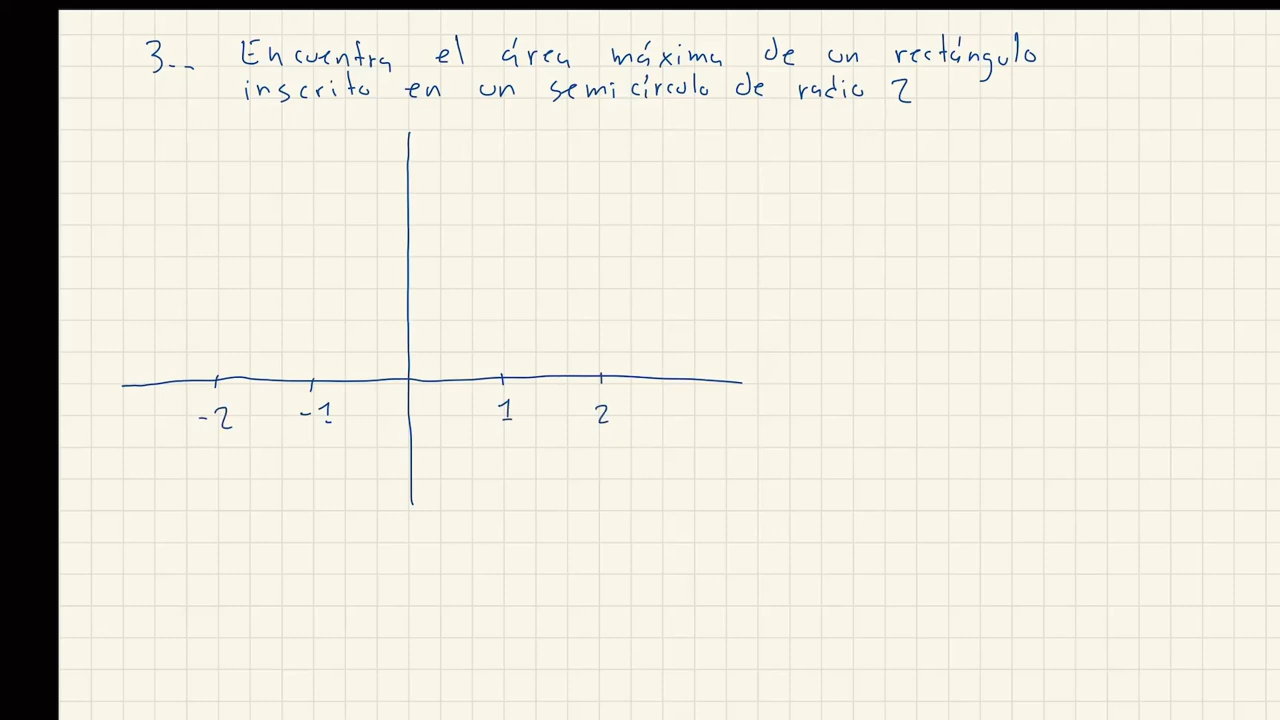 3.- Encuentra el área máxima de un rectángulo
inscrito en un semicírculo de radio 2
-2 -1 1 2